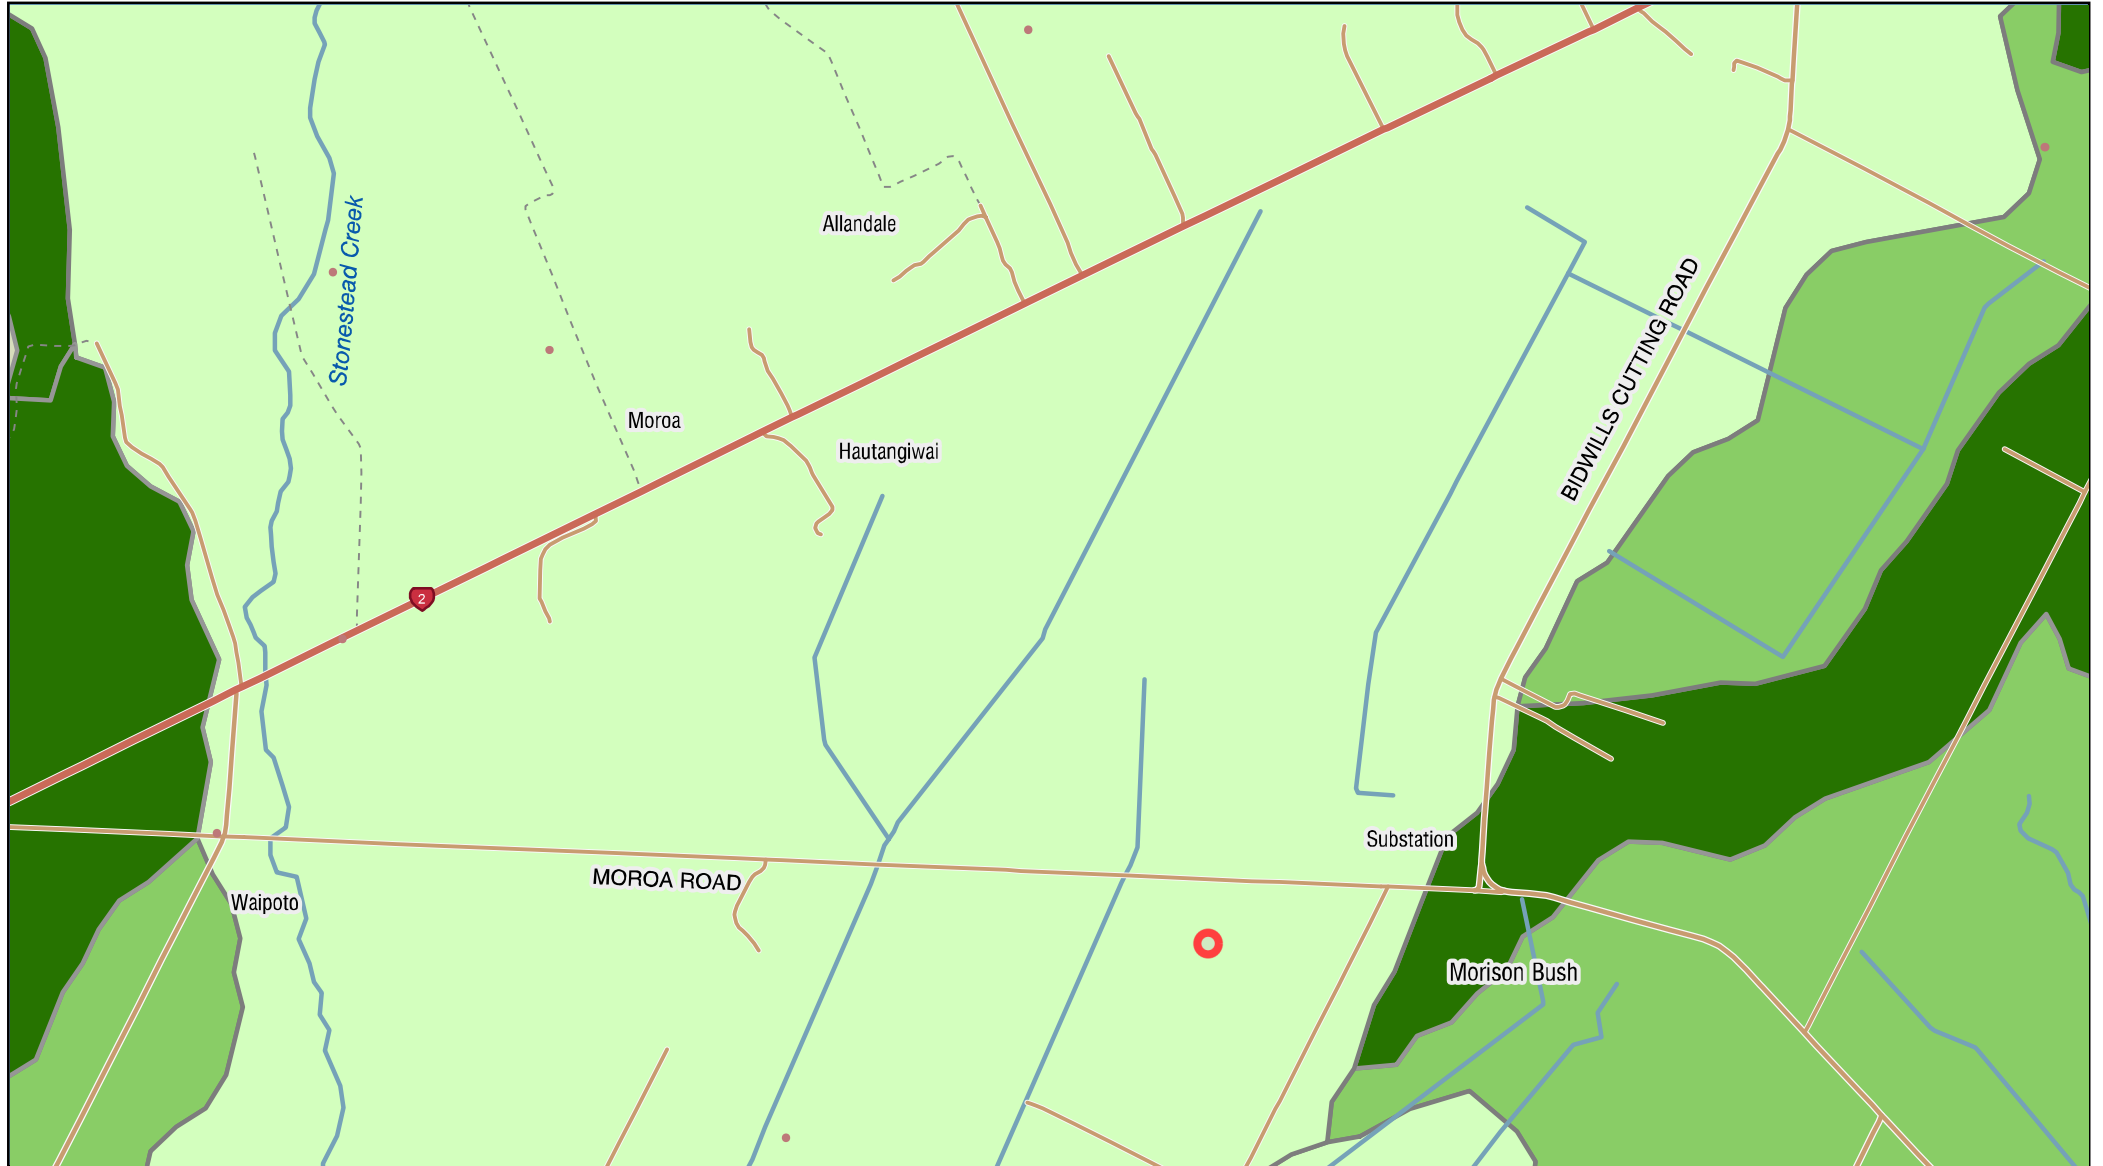 Stonestead Creek
Allandale
BIDWILLS CUTTING ROAD
Moroa
Hautangiwai
2
Substation
MOROA ROAD
Waipoto
Morison Bush